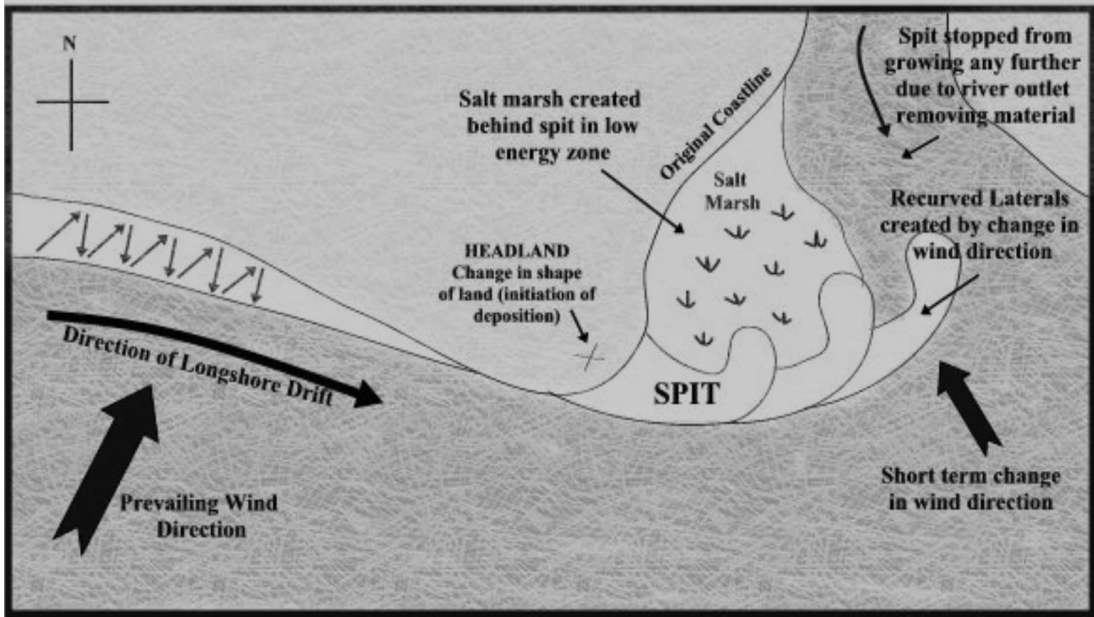 N
Salt marsh created
behind spit in low
energy zone
Original Coastline
Spit stopped from
growing any further
due to river outlet
removing material
Salt
Marsh
Recurved Laterals
created by change in
wind direction
HEADLAND
Change in shape
of land (initiation of
deposition)
Direction of Longshore Drift
SPIT
Prevailing Wind
Direction
Short term change
in wind direction